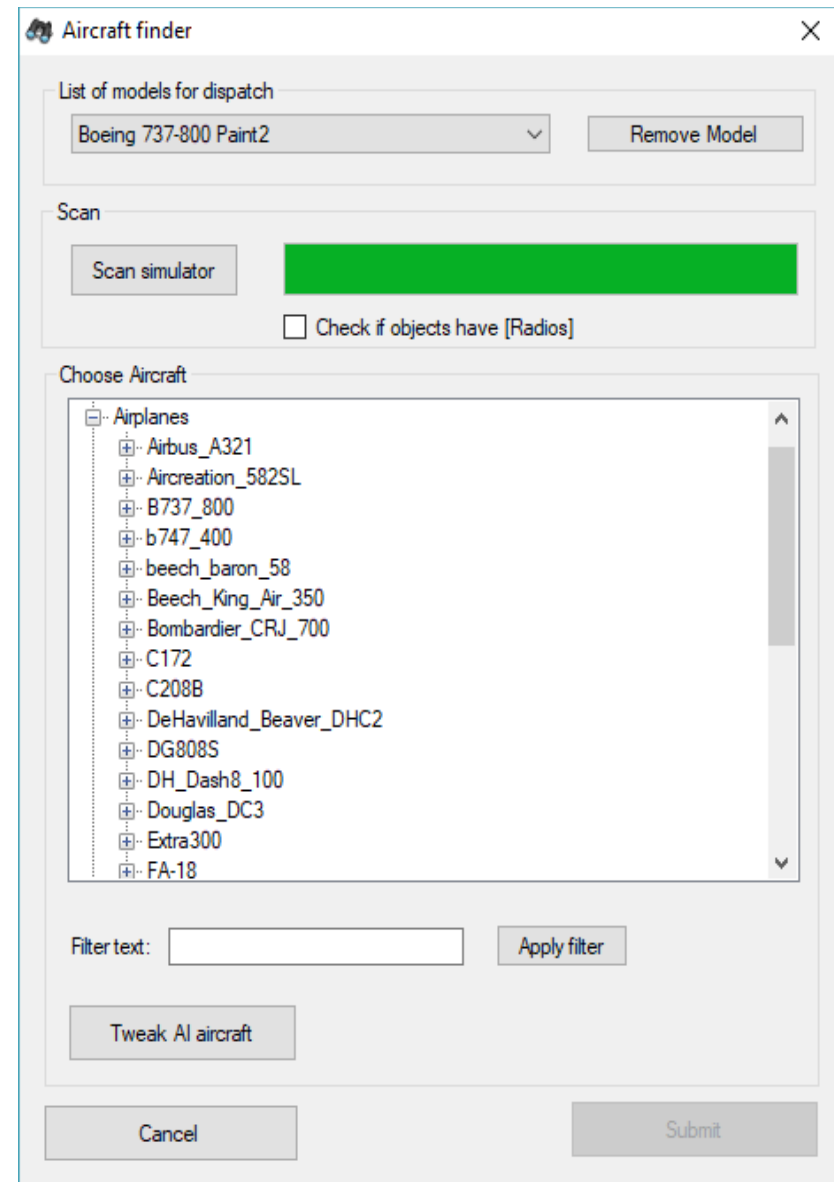 Aircraft finder
List of models for dispatch
Boeing 737-800 Paint2
Remove Model
Scan
Scan simulator
Check if objects have [Radios]
Choose Aircraft
Airplanes
Airbus_A321
Aircreation_582SL
B737_800
b747_400
beech_baron_58
Beech_King_Air_350
Bombardier_CRJ_700
C172
C208B
DeHavilland_Beaver_DHC2
DG808S
DH_Dash8_100
Douglas_DC3
Extra300
FA-18
Filter text:
Apply filter
Tweak AI aircraft
Cancel
Submit